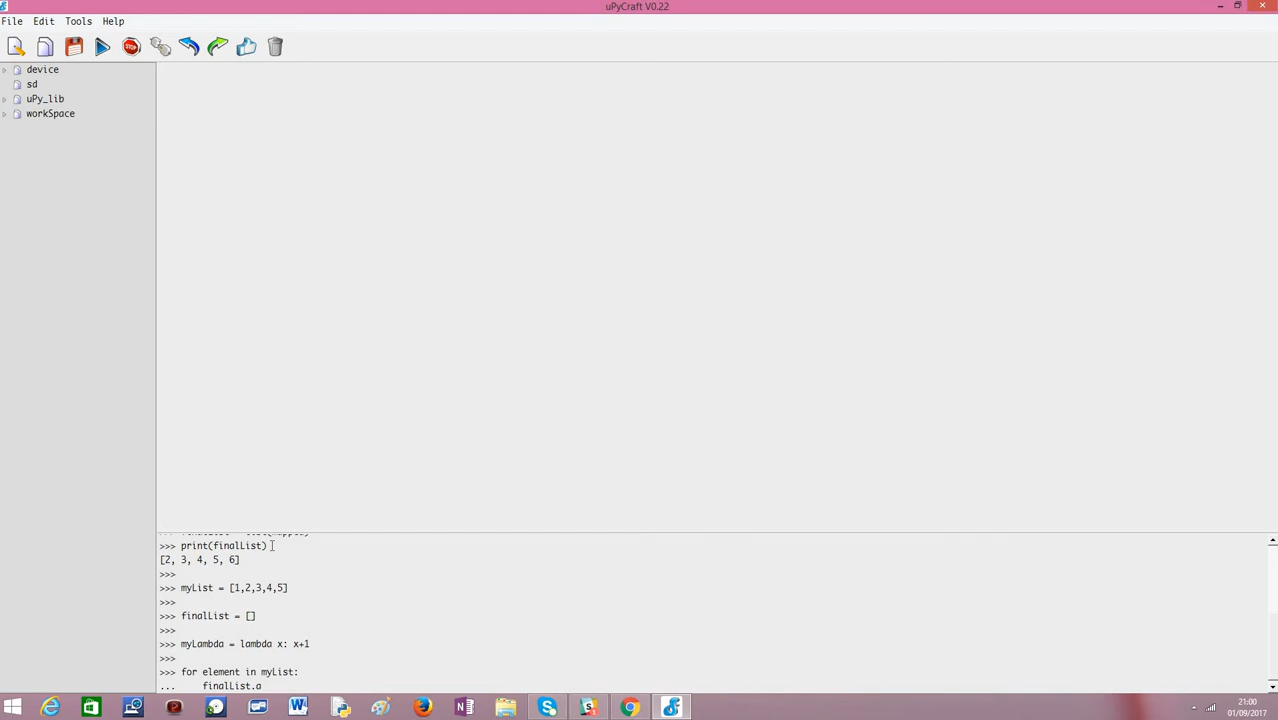 uPyCraft V0.22
File Edit Tools Help
device
sd
uPy_lib
workSpace
>>> print(finalList)
[2, 3, 4, 5, 6]
>>>
>>> myList = [1,2,3,4,5]
>>>
>>> finalList = []
>>>
>>> myLambda = lambda x: x+1
>>>
>>> for element in myList:
...     finalList.a
21:00
01/09/2017